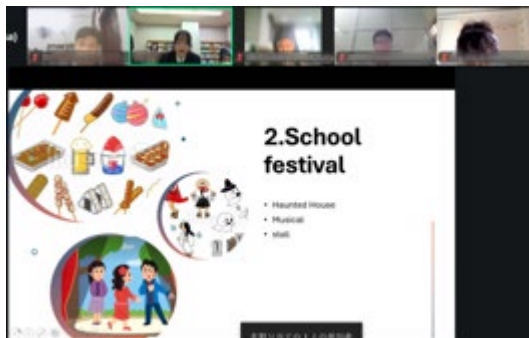 2.School
festival
• Haunted House
• Musical
• stall